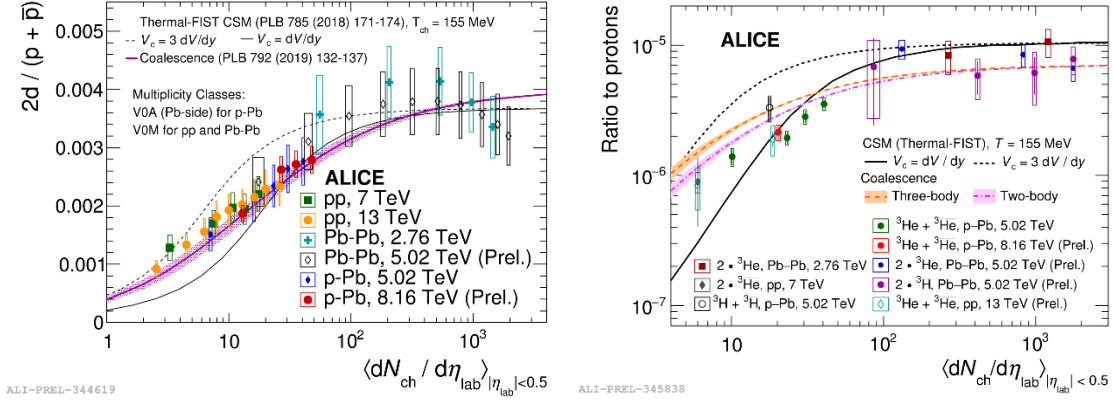 2d / (p + p̅)
0.005
0.004
0.003
0.002
0.001
0
Thermal-FIST CSM (PLB 785 (2018) 171-174), T_ch = 155 MeV
V_c = 3 dV/dy V_c = dV/dy
Coalescence (PLB 792 (2019) 132-137)
Multiplicity Classes:
V0A (Pb-side) for p-Pb
V0M for pp and Pb-Pb
ALICE
pp, 7 TeV
pp, 13 TeV
Pb-Pb, 2.76 TeV
Pb-Pb, 5.02 TeV (Prel.)
p-Pb, 5.02 TeV
p-Pb, 8.16 TeV (Prel.)
1 10 10² 10³
⟨dN_ch / dη_lab⟩_|η_lab|<0.5
ALI-PREL-344619
Ratio to protons
10⁻⁵
10⁻⁶
10⁻⁷
ALICE
CSM (Thermal-FIST), T = 155 MeV
V_c = dV / dy V_c = 3 dV / dy
Coalescence
Three-body Two-body
³He + ³H̅e̅, p–Pb, 5.02 TeV
³He + ³H̅e̅, p–Pb, 8.16 TeV (Prel.)
2 • ³He, Pb–Pb, 2.76 TeV
2 • ³He, Pb–Pb, 5.02 TeV (Prel.)
2 • ³He, pp, 7 TeV
2 • ³H, Pb–Pb, 5.02 TeV (Prel.)
³H + ³H̅, p–Pb, 5.02 TeV
³He + ³H̅e̅, pp, 13 TeV (Prel.)
10 10² 10³
⟨dN_ch/dη_lab⟩_|η_lab| < 0.5
ALI-PREL-345838